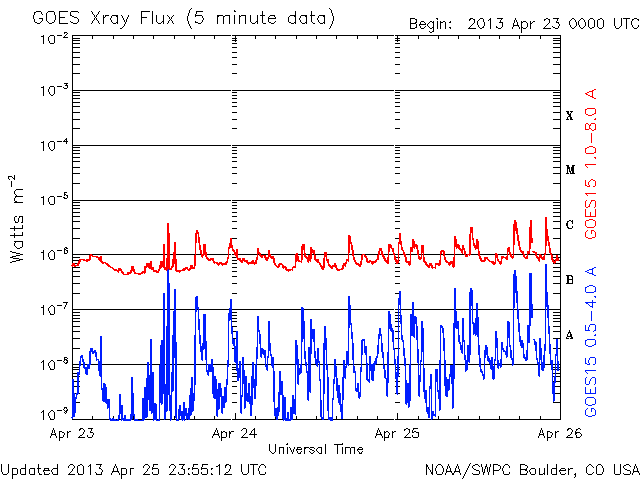 GOES Xray Flux (5 minute data)
Begin: 2013 Apr 23 0000 UTC
Watts m⁻²
10⁻²
10⁻³
10⁻⁴
10⁻⁵
10⁻⁶
10⁻⁷
10⁻⁸
10⁻⁹
X
M
C
B
A
GOES15 1.0-8.0 A
GOES15 0.5-4.0 A
Apr 23
Apr 24
Apr 25
Apr 26
Universal Time
Updated 2013 Apr 25 23:55:12 UTC
NOAA/SWPC Boulder, CO USA